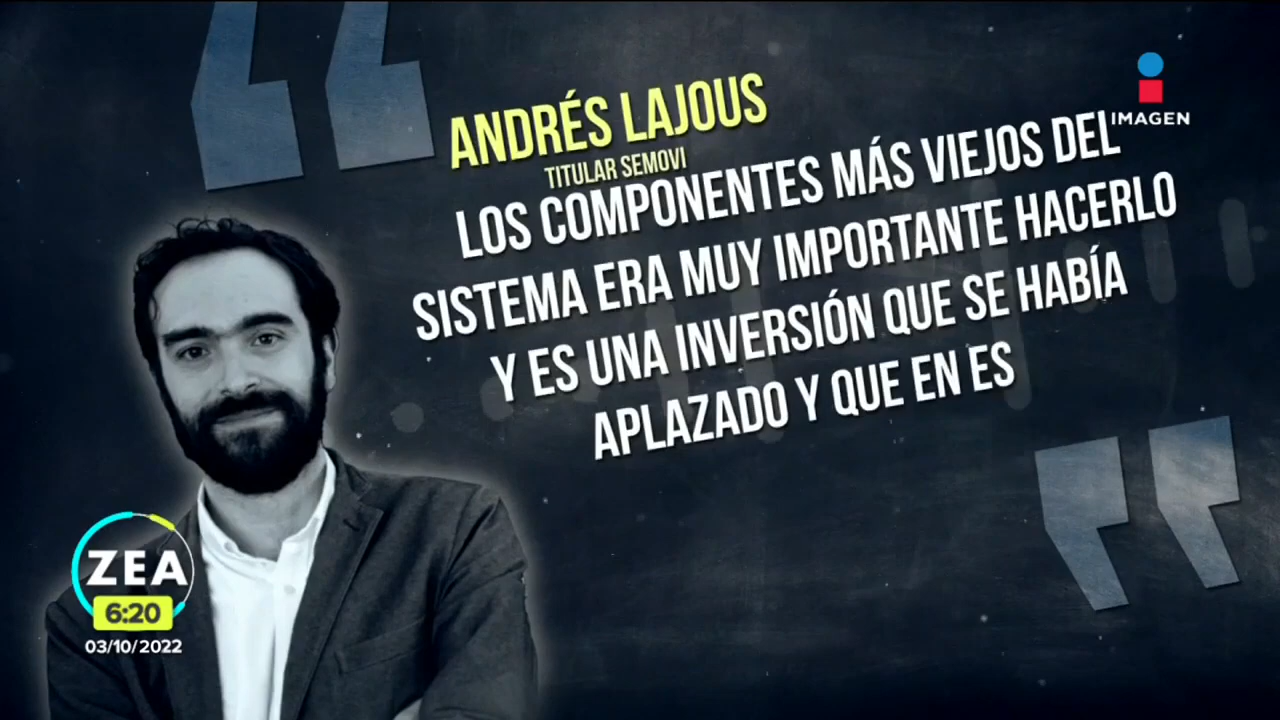 IMAGEN
ANDRÉS LAJOUS
TITULAR SEMOVI
LOS COMPONENTES MÁS VIEJOS DEL
SISTEMA ERA MUY IMPORTANTE HACERLO
Y ES UNA INVERSIÓN QUE SE HABÍA
APLAZADO Y QUE EN ES
ZEA
6:20
03/10/2022